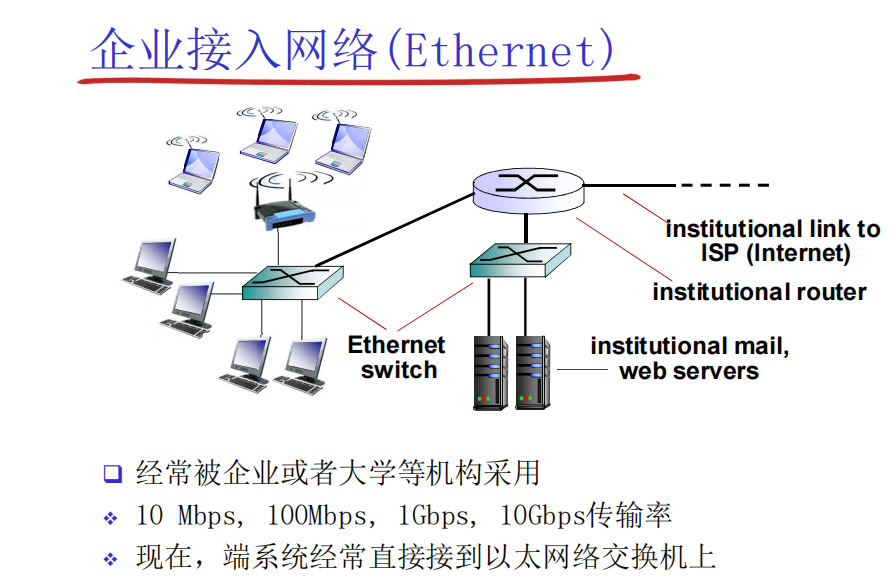 企业接入网络(Ethernet)
institutional link to
ISP (Internet)
institutional router
Ethernet
switch
institutional mail,
web servers
经常被企业或者大学等机构采用
10 Mbps, 100Mbps, 1Gbps, 10Gbps传输率
现在，端系统经常直接接到以太网络交换机上